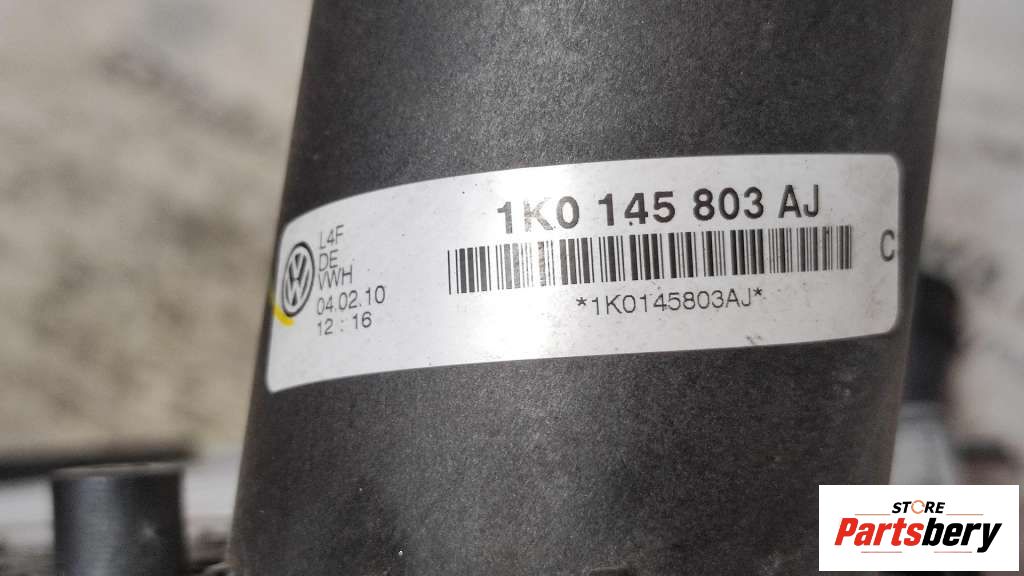 1K0 145 803 AJ
L4F
DE
VWH
04.02.10
12:16
*1K0145803AJ*
C
STORE
Partsbery